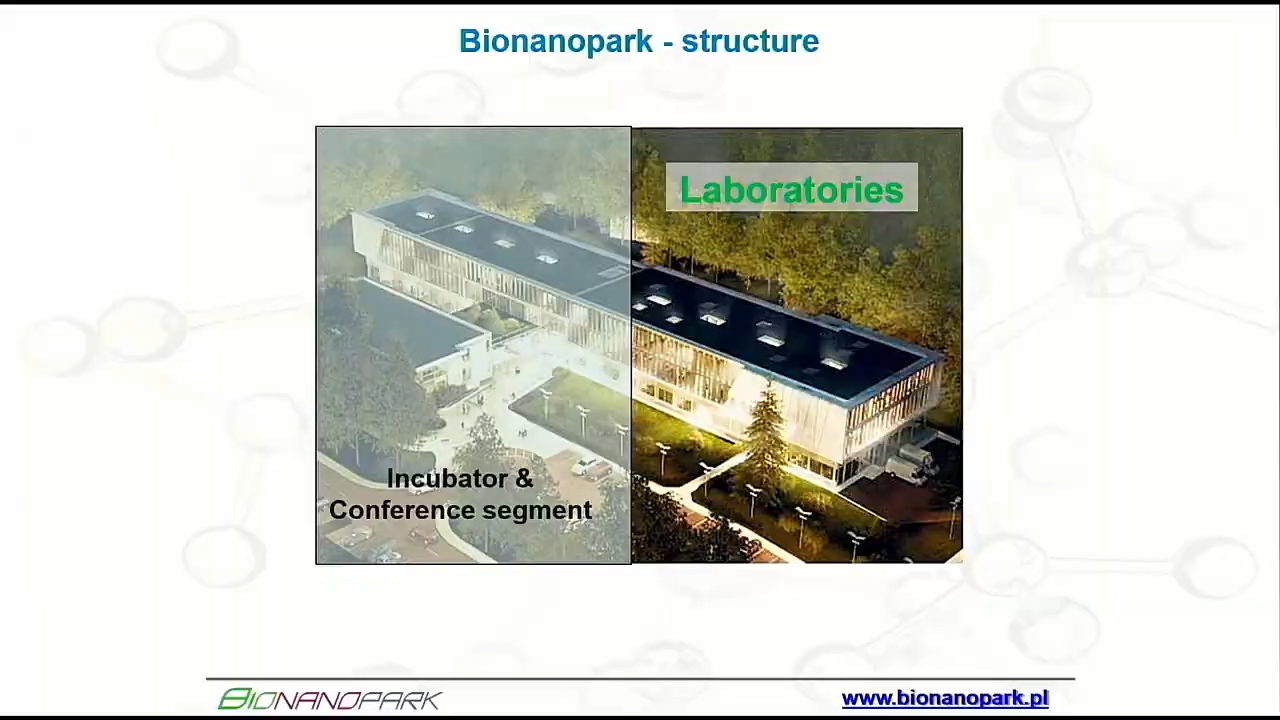 Bionanopark - structure
Laboratories
Incubator &
Conference segment
BIONANOPARK
www.bionanopark.pl